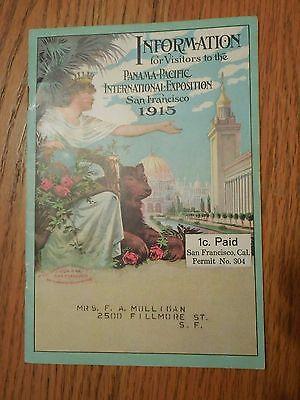 INFORMATION
for Visitors to the
PANAMA-PACIFIC
INTERNATIONAL EXPOSITION
San Francisco
1915
1c. Paid
San Francisco, Cal.
Permit No. 304
MRS. F. A. MULLIGAN
2500 FILLMORE ST.
S. F.